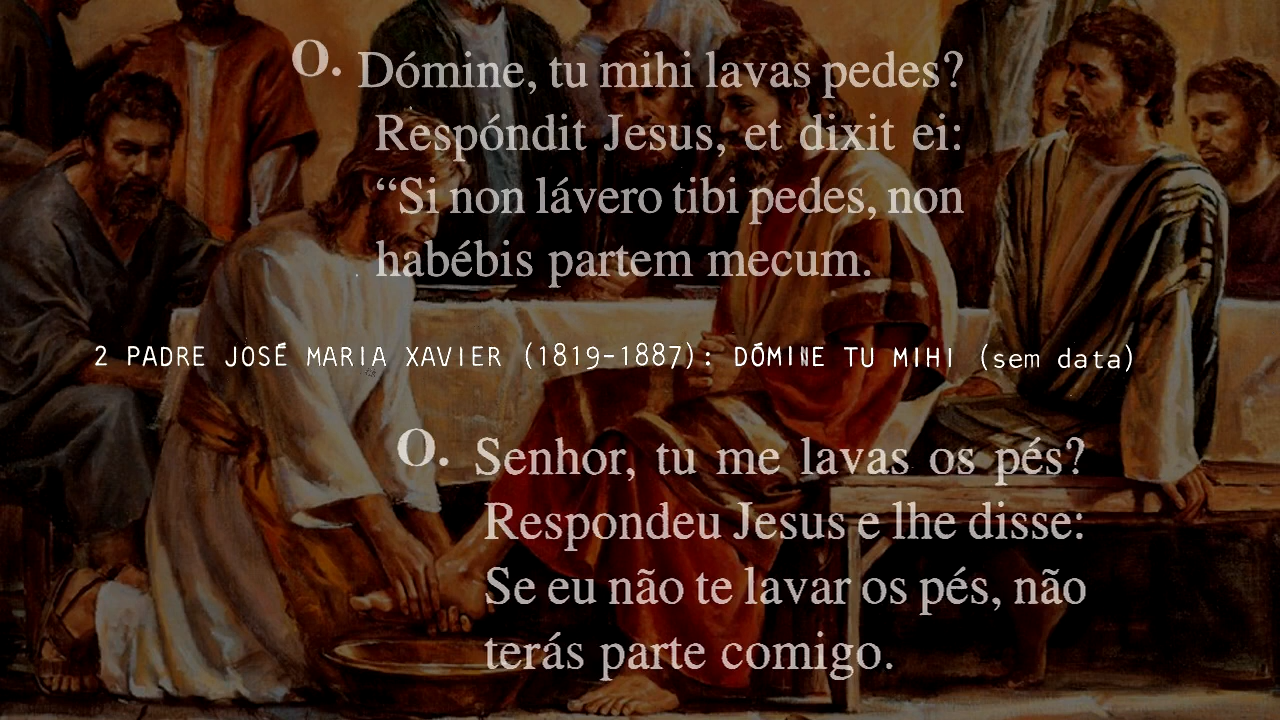 O. Dómine, tu mihi lavas pedes?
Respóndit Jesus, et dixit ei:
“Si non lávero tibi pedes, non
habébis partem mecum.
2 PADRE JOSÉ MARIA XAVIER (1819-1887): DÓMINE TU MIHI (sem data)
O. Senhor, tu me lavas os pés?
Respondeu Jesus e lhe disse:
Se eu não te lavar os pés, não
terás parte comigo.